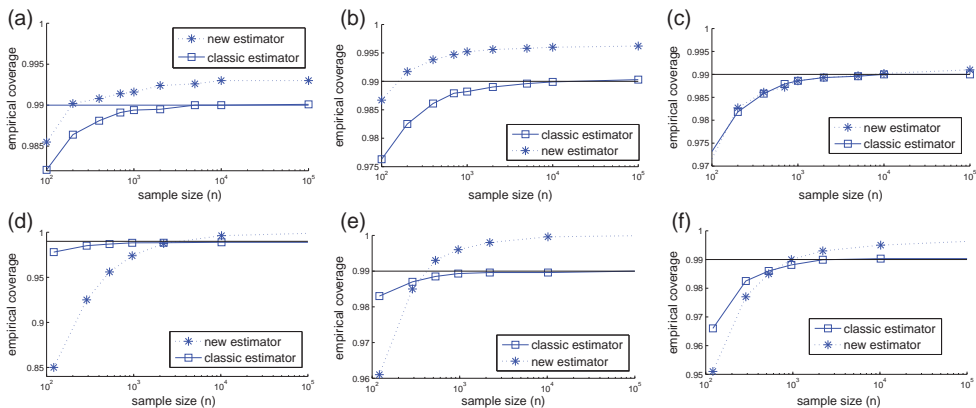 (a)
1
0.995
0.99
0.985
empirical coverage
new estimator
classic estimator
10^2
10^3
10^4
10^5
sample size (n)
(b)
1
0.995
0.99
0.985
0.98
0.975
empirical coverage
classic estimator
new estimator
10^2
10^3
10^4
10^5
sample size (n)
(c)
1
0.995
0.99
0.985
0.98
0.975
0.97
empirical coverage
new estimator
classic estimator
10^2
10^3
10^4
10^5
sample size (n)
(d)
1
0.95
0.9
0.85
empirical coverage
new estimator
classic estimator
10^2
10^3
10^4
10^5
sample size (n)
(e)
1
0.99
0.98
0.97
0.96
empirical coverage
classic estimator
new estimator
10^2
10^3
10^4
10^5
sample size (n)
(f)
1
0.99
0.98
0.97
0.96
0.95
empirical coverage
classic estimator
new estimator
10^2
10^3
10^4
10^5
sample size (n)